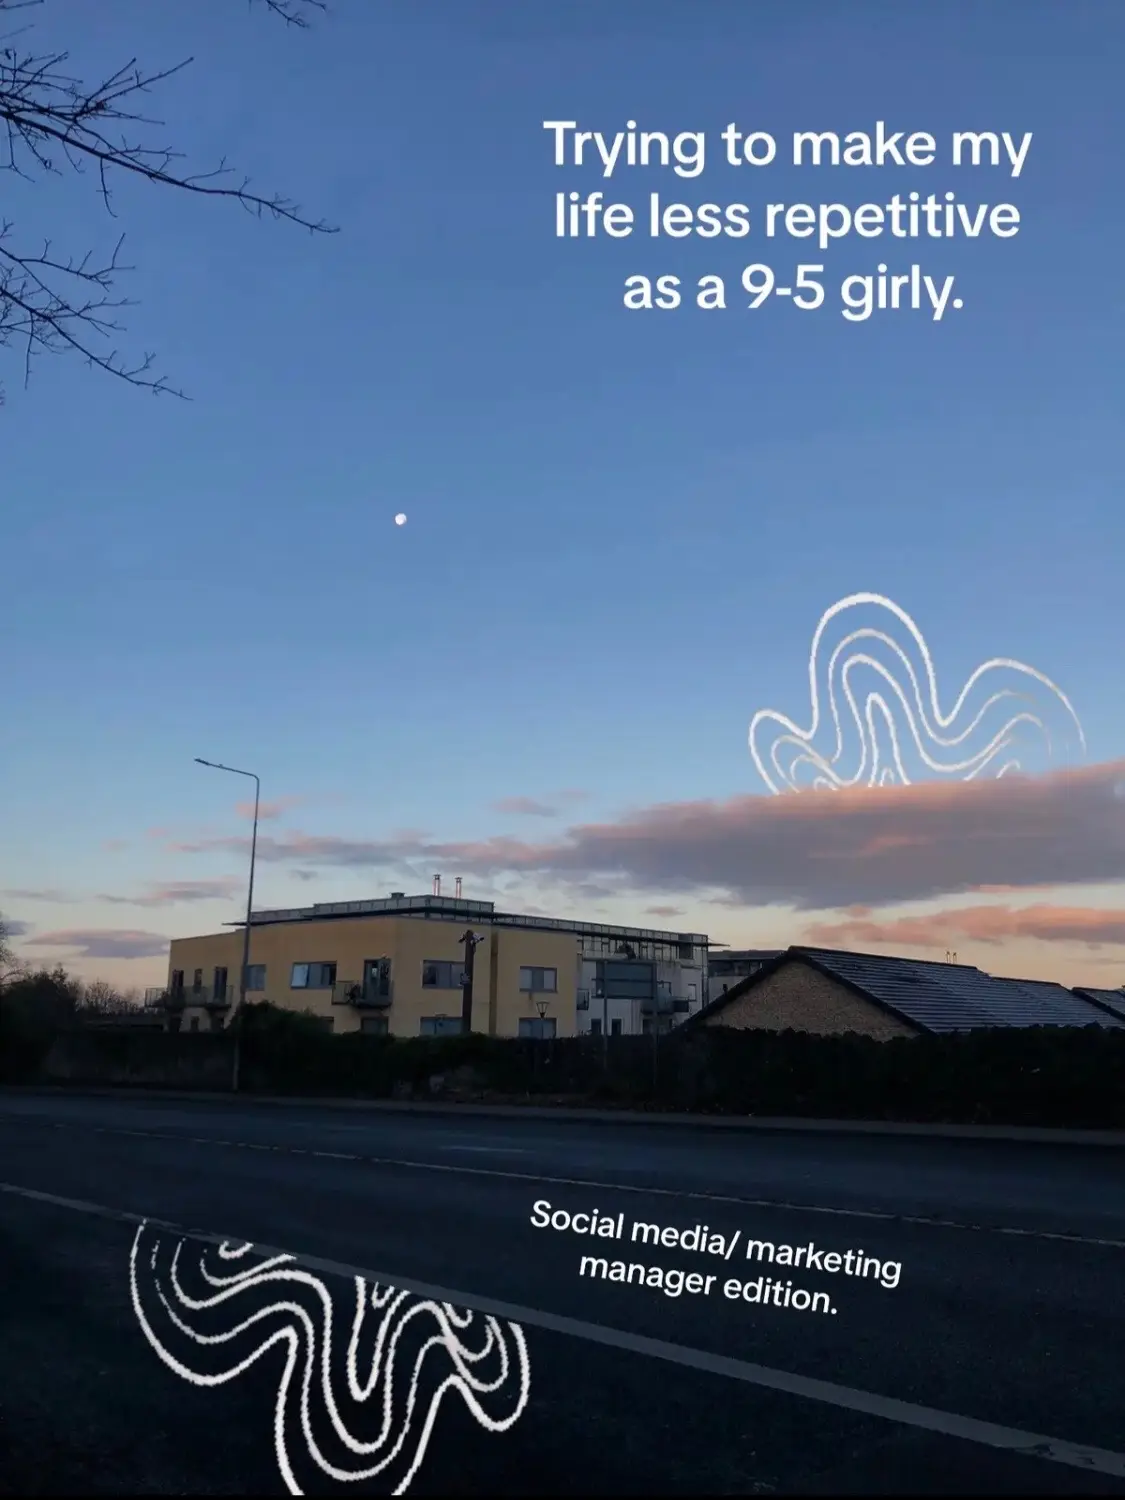 Trying to make my
life less repetitive
as a 9-5 girly.
Social media/ marketing
manager edition.